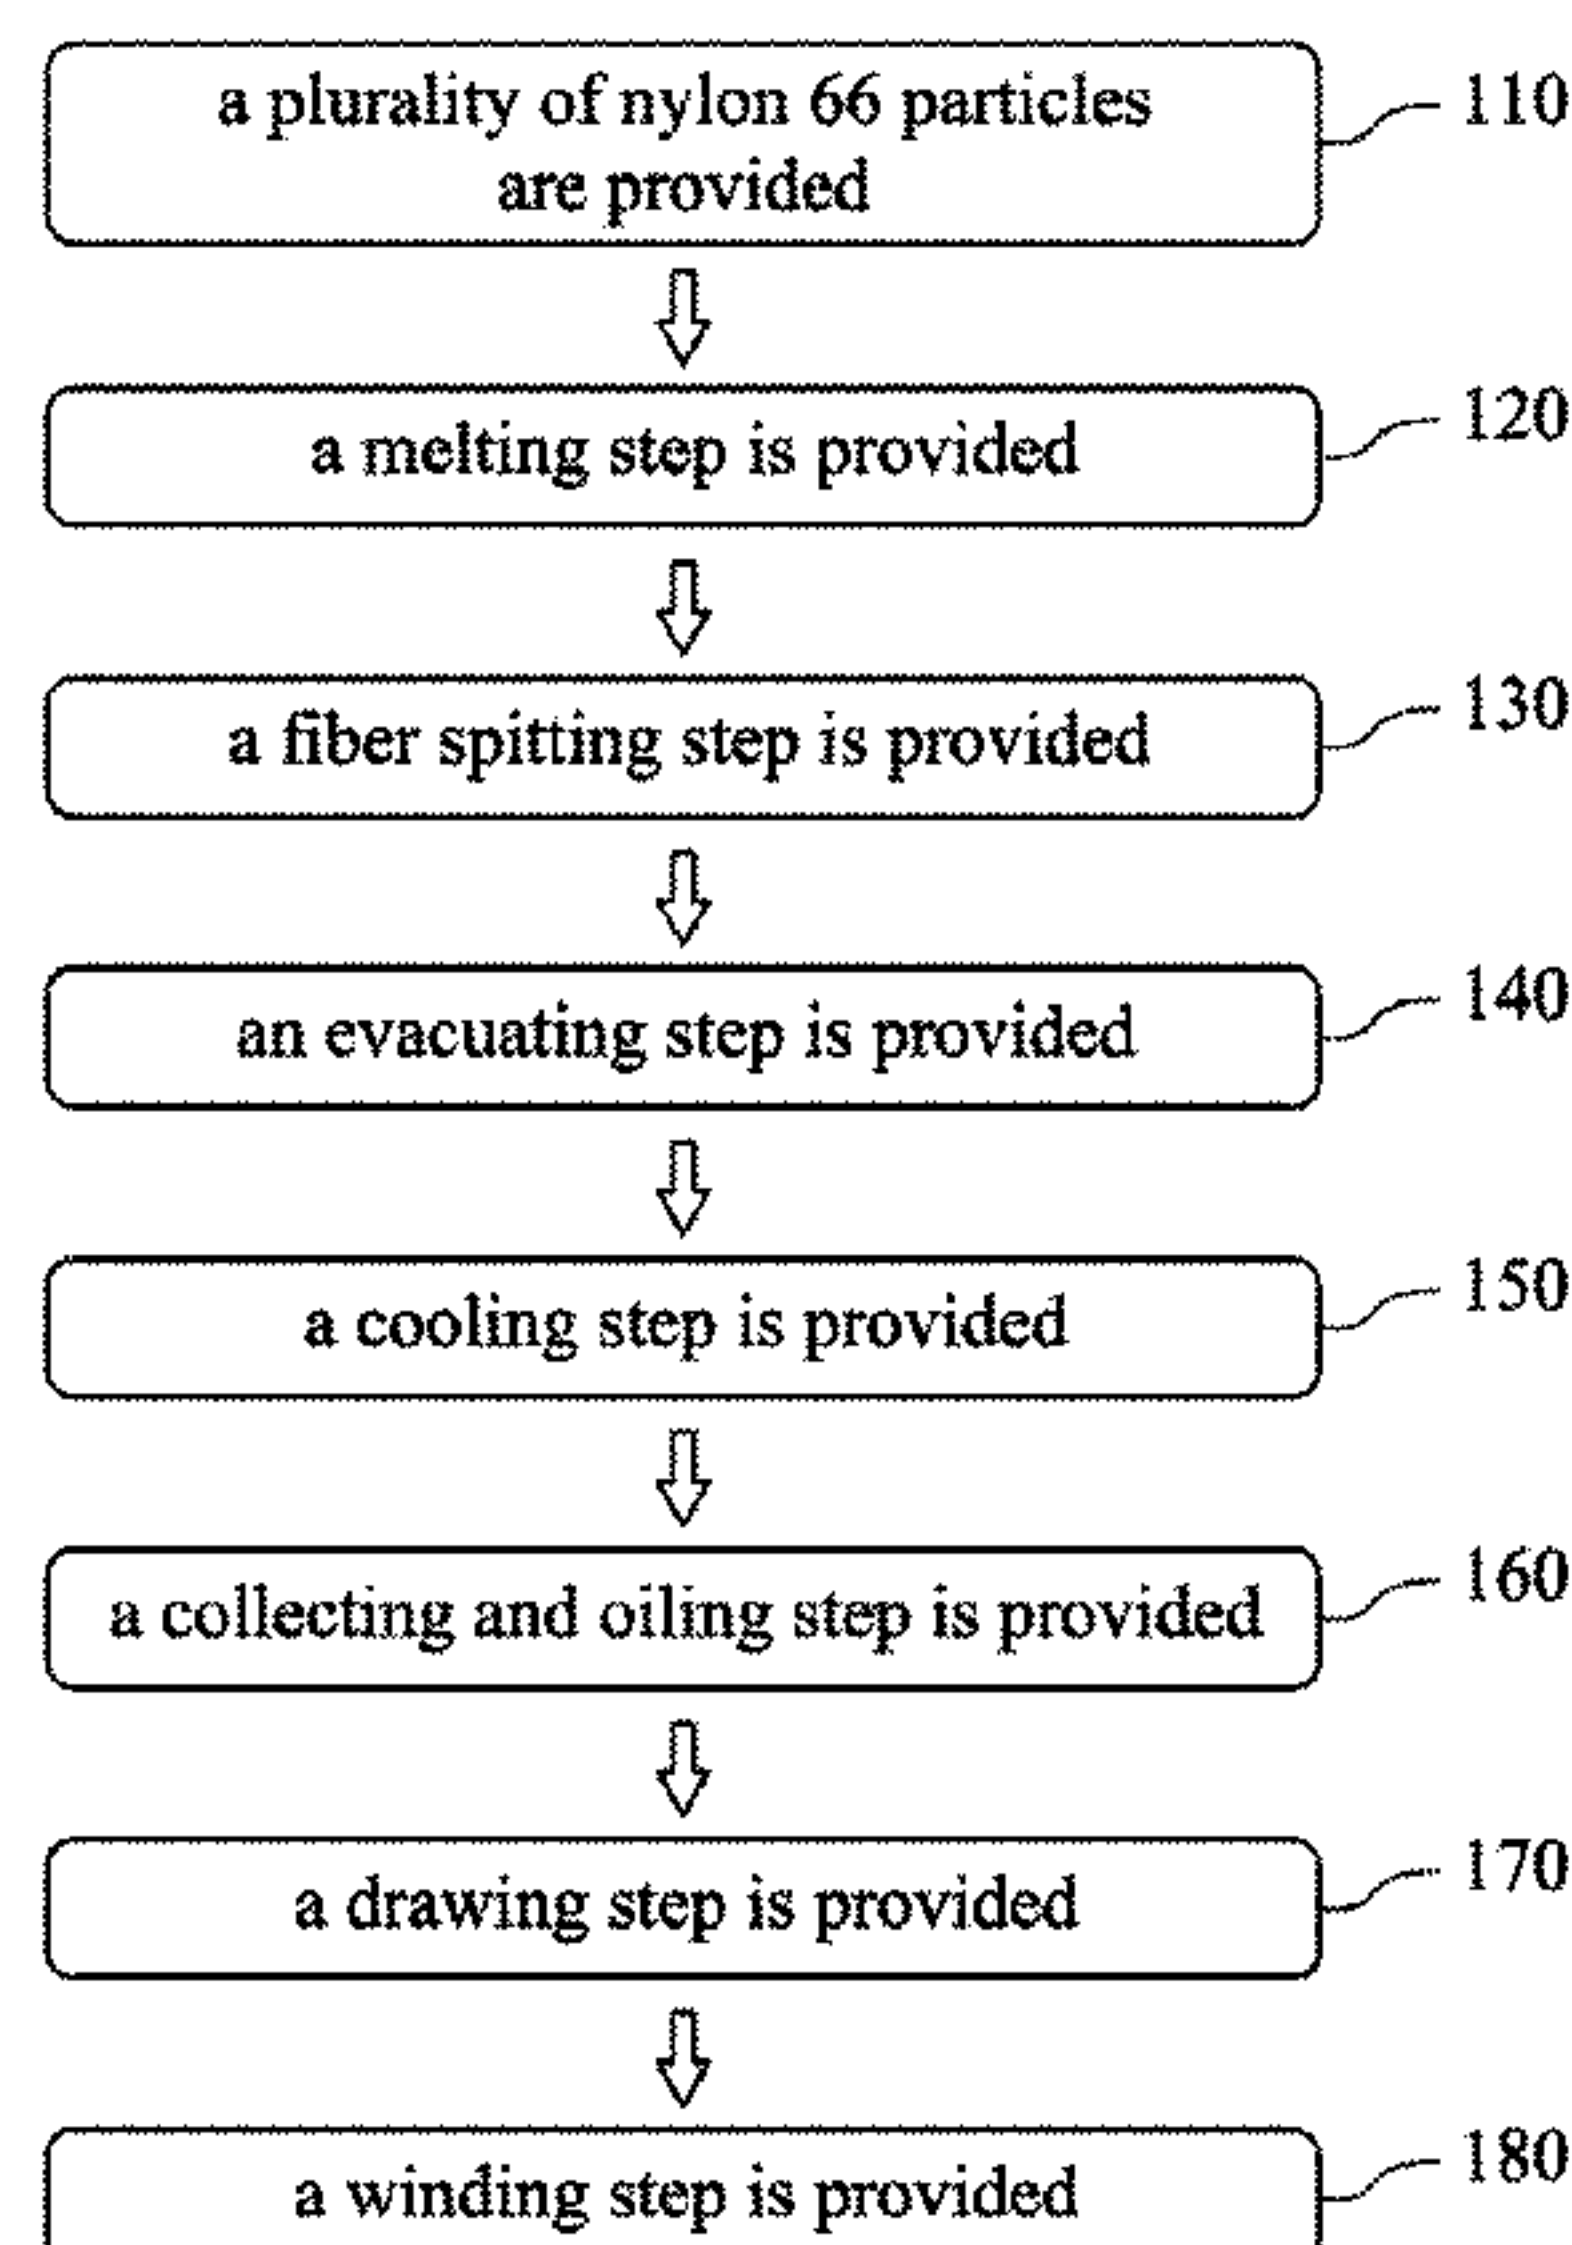 a plurality of nylon 66 particles
are provided
110
a melting step is provided
120
a fiber spitting step is provided
130
an evacuating step is provided
140
a cooling step is provided
150
a collecting and oiling step is provided
160
a drawing step is provided
170
a winding step is provided
180